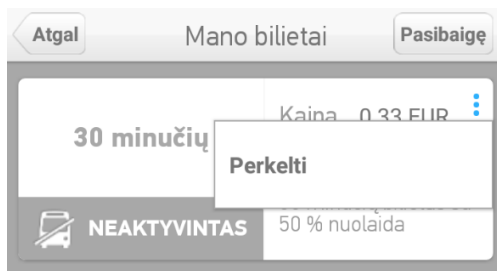 Atgal
Mano bilietai
Pasibaigę
30 minučių
Kaina 0,33 EUR
Perkelti
NEAKTYVINTAS
50 % nuolaida